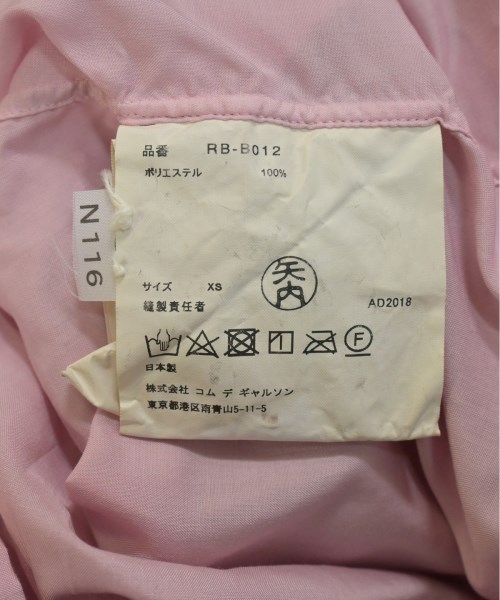 品番 RB-B012
ポリエステル 100%
N116
サイズ XS
矢内
縫製責任者
AD2018
F
日本製
株式会社 コム デ ギャルソン
東京都港区南青山5-11-5